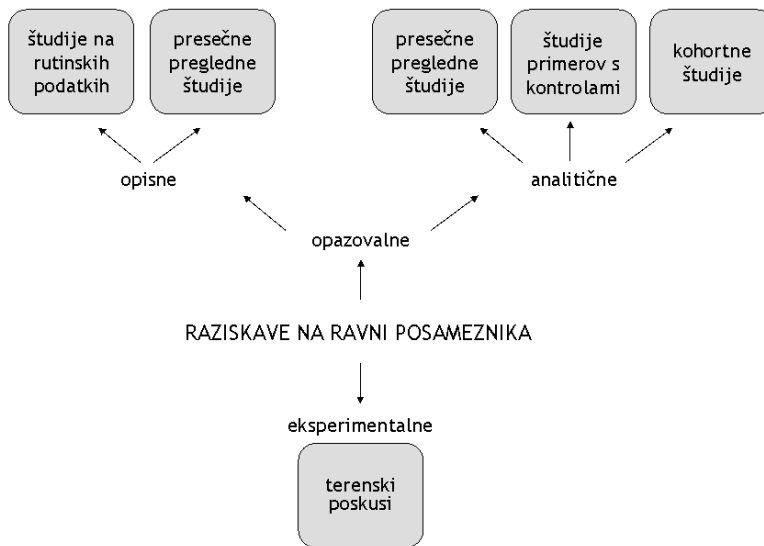 študije na
rutinskih
podatkih
presečne
pregledne
študije
presečne
pregledne
študije
študije
primerov s
kontrolami
kohortne
študije
opisne
analitične
opazovalne
RAZISKAVE NA RAVNI POSAMEZNIKA
eksperimentalne
terenski
poskusi